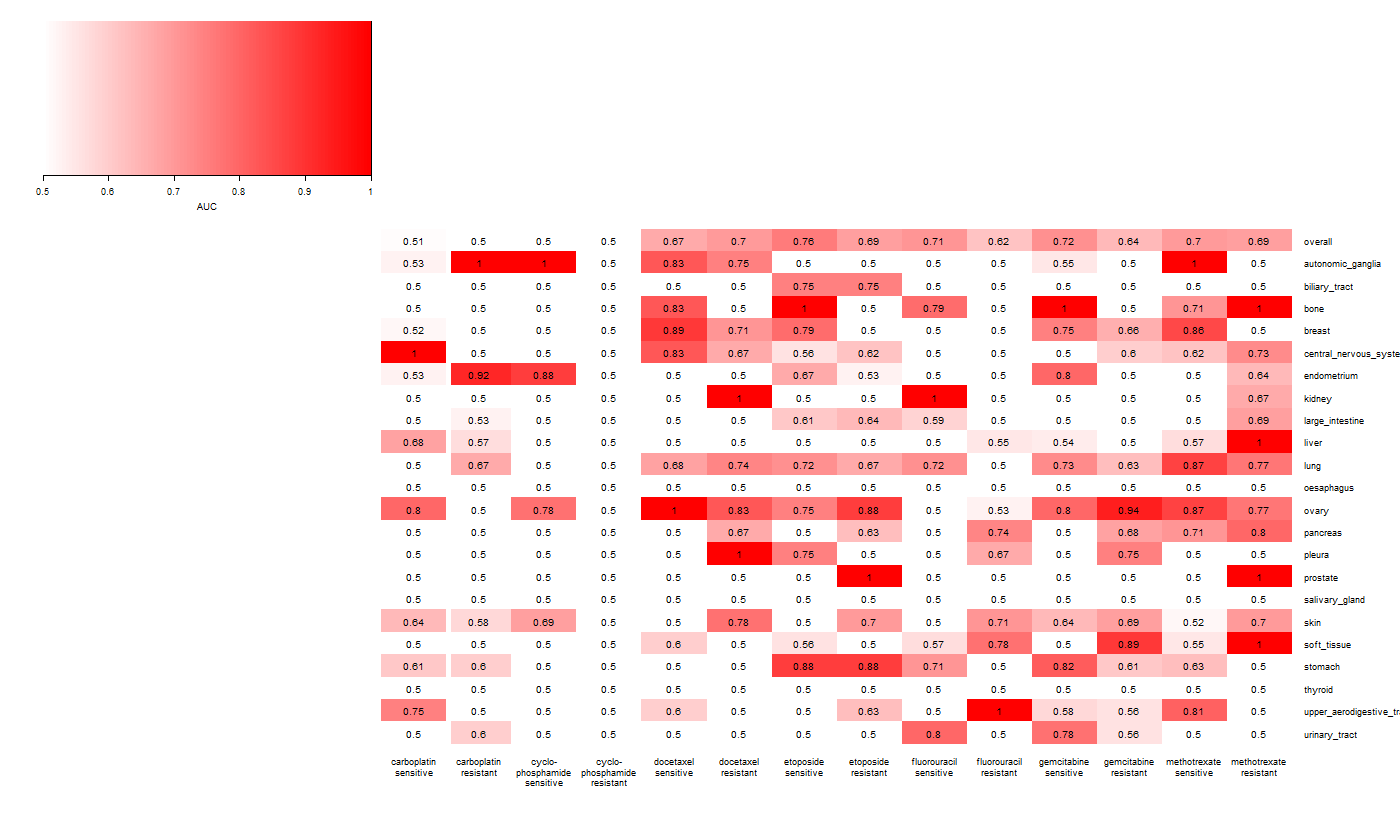 0.5 0.6 0.7 0.8 0.9 1
AUC
0.51 0.5 0.5 0.5 0.67 0.7 0.76 0.69 0.71 0.62 0.72 0.64 0.7 0.69 overall
0.53 1 1 0.5 0.83 0.75 0.5 0.5 0.5 0.5 0.55 0.5 1 0.5 autonomic_ganglia
0.5 0.5 0.5 0.5 0.5 0.5 0.75 0.75 0.5 0.5 0.5 0.5 0.5 0.5 biliary_tract
0.5 0.5 0.5 0.5 0.83 0.5 1 0.5 0.79 0.5 1 0.5 0.71 1 bone
0.52 0.5 0.5 0.5 0.89 0.71 0.79 0.5 0.5 0.5 0.75 0.66 0.86 0.5 breast
1 0.5 0.5 0.5 0.83 0.67 0.56 0.62 0.5 0.5 0.5 0.6 0.62 0.73 central_nervous_syste
0.53 0.92 0.88 0.5 0.5 0.5 0.67 0.53 0.5 0.5 0.8 0.5 0.5 0.64 endometrium
0.5 0.5 0.5 0.5 0.5 1 0.5 0.5 1 0.5 0.5 0.5 0.5 0.67 kidney
0.5 0.53 0.5 0.5 0.5 0.5 0.61 0.64 0.59 0.5 0.5 0.5 0.5 0.69 large_intestine
0.68 0.57 0.5 0.5 0.5 0.5 0.5 0.5 0.5 0.55 0.54 0.5 0.57 1 liver
0.5 0.67 0.5 0.5 0.68 0.74 0.72 0.67 0.72 0.5 0.73 0.63 0.87 0.77 lung
0.5 0.5 0.5 0.5 0.5 0.5 0.5 0.5 0.5 0.5 0.5 0.5 0.5 0.5 oesaphagus
0.8 0.5 0.78 0.5 1 0.83 0.75 0.88 0.5 0.53 0.8 0.94 0.87 0.77 ovary
0.5 0.5 0.5 0.5 0.5 0.67 0.5 0.63 0.5 0.74 0.5 0.68 0.71 0.8 pancreas
0.5 0.5 0.5 0.5 0.5 1 0.75 0.5 0.5 0.67 0.5 0.75 0.5 0.5 pleura
0.5 0.5 0.5 0.5 0.5 0.5 0.5 1 0.5 0.5 0.5 0.5 0.5 1 prostate
0.5 0.5 0.5 0.5 0.5 0.5 0.5 0.5 0.5 0.5 0.5 0.5 0.5 0.5 salivary_gland
0.64 0.58 0.69 0.5 0.5 0.78 0.5 0.7 0.5 0.71 0.64 0.69 0.52 0.7 skin
0.5 0.5 0.5 0.5 0.6 0.5 0.56 0.5 0.57 0.78 0.5 0.89 0.55 1 soft_tissue
0.61 0.6 0.5 0.5 0.5 0.5 0.88 0.88 0.71 0.5 0.82 0.61 0.63 0.5 stomach
0.5 0.5 0.5 0.5 0.5 0.5 0.5 0.5 0.5 0.5 0.5 0.5 0.5 0.5 thyroid
0.75 0.5 0.5 0.5 0.6 0.5 0.5 0.63 0.5 1 0.58 0.56 0.81 0.5 upper_aerodigestive_tr
0.5 0.6 0.5 0.5 0.5 0.5 0.5 0.5 0.8 0.5 0.78 0.56 0.5 0.5 urinary_tract
carboplatin carboplatin cyclo- cyclo- docetaxel docetaxel etoposide etoposide fluorouracil fluorouracil gemcitabine gemcitabine methotrexate methotrexate
sensitive resistant phosphamide phosphamide sensitive resistant sensitive resistant sensitive resistant sensitive resistant sensitive resistant
sensitive resistant